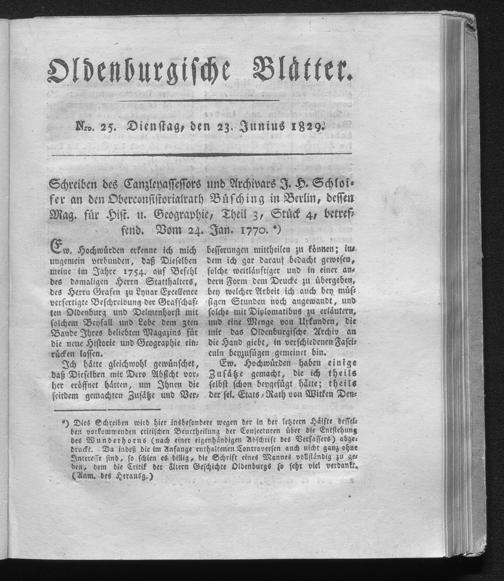 Oldenburgische Blätter.
Nro. 25. Dienstag, den 23. Junius 1829.
Schreiben des Canzleyassessors und Archivars J. H. Schloi-
fer an den Oberconsistorialrath Büsching in Berlin, dessen
Mag. für Hist. u. Geographie, Theil 3, Stück 4, betref-
fend. Vom 24. Jan. 1770. *)
Ew. Hochwürden erkenne ich mich
ungemein verbunden, daß Dieselben
meine im Jahre 1754. auf Befehl
des damaligen Herrn Statthalters,
des Herrn Grafen zu Lynar Excellence
verfertigte Beschreibung der Grafschaf-
ten Oldenburg und Delmenhorst mit
solchem Beyfall und Lobe dem 3ten
Bande Ihres beliebten Magazins für
die neue Historie und Geographie ein-
rücken lassen.
Ich hätte gleichwohl gewünschet,
daß Dieselben mir Dero Absicht vor-
her eröffnet hätten, um Ihnen die
seitdem gemachten Zusätze und Ver-
besserungen mittheilen zu können; in-
dem ich gar darauf bedacht gewesen,
solche weitläuftiger und in einer an-
dern Form dem Drucke zu übergeben,
bey welcher Arbeit ich auch bey müs-
sigen Stunden noch angewandt, und
solche mit Diplomatibus zu erläutern,
und eine Menge von Urkunden, die
mir das Oldenburgische Archiv an
die Hand giebt, in verschiedenen Fasci-
culn beyzufügen gemeint bin.
Ew. Hochwürden haben einige
Zusätze gemacht, die ich theils
selbst schon beygefügt hätte; theils
der sel. Etats-Rath von Witken Den-
*) Dies Schreiben wird hier insbesondere wegen der in der letztern Hälfte dessel-
ben vorkommenden critischen Beurtheilung der Conjecturen über die Entstehung
des Wunderhorns (nach einer eigenhändigen Abschrift des Verfassers) abge-
druckt. Da indeß die im Anfange enthaltenen Controversen auch nicht ganz ohne
Interesse sind, so schien es billig, die Schrift eines Mannes vollständig zu ge-
ben, dem die Critik der ältern Geschichte Oldenburgs so sehr viel verdankt.
(Anm. des Herausg.)